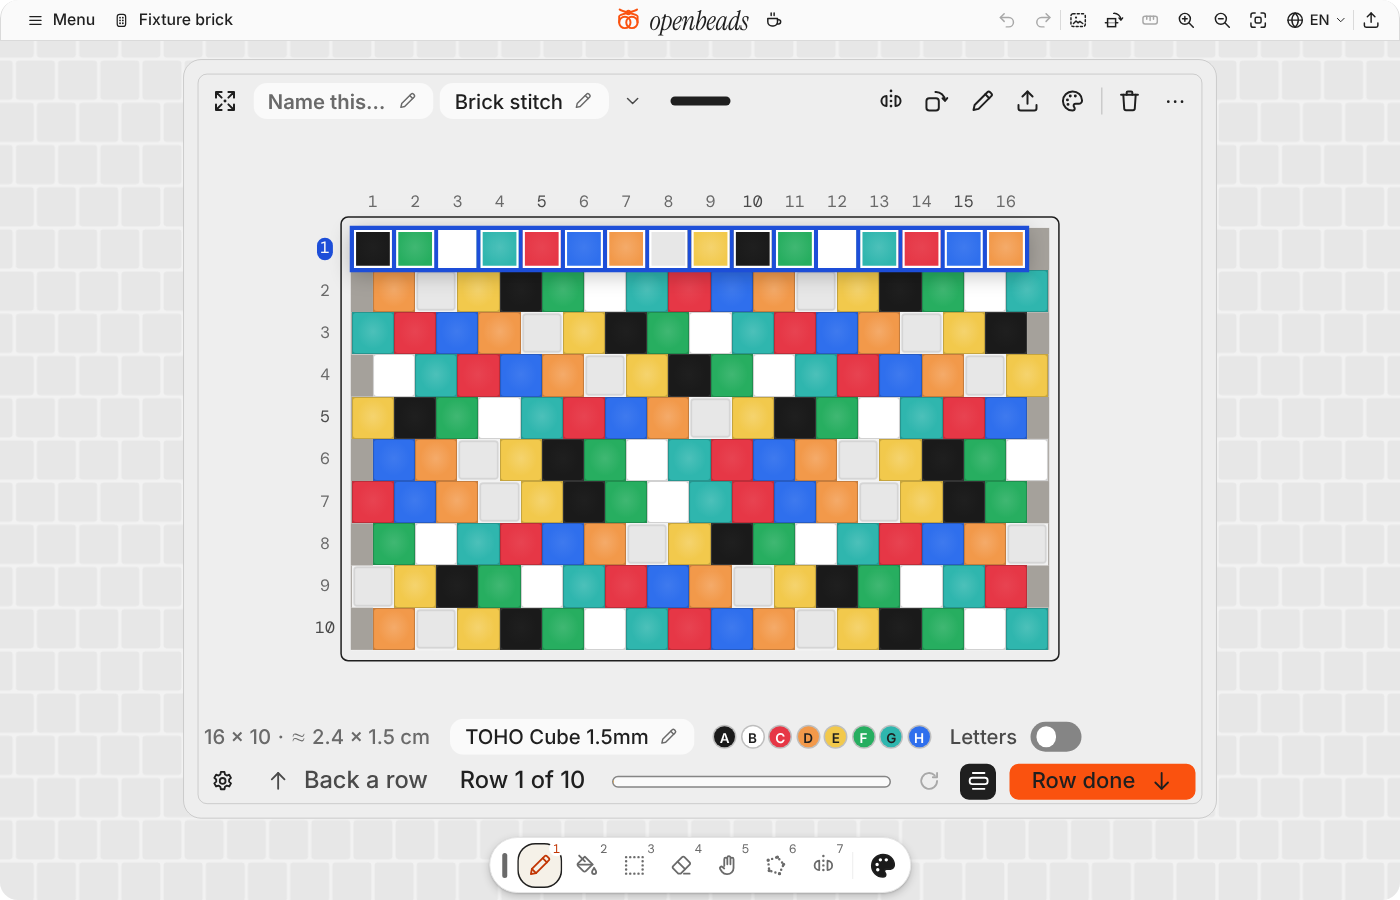 Menu
Fixture brick
openbeads
EN
Name this...
Brick stitch
1 2 3 4 5 6 7 8 9 10 11 12 13 14 15 16
1
2
3
4
5
6
7
8
9
10
16 × 10 · ≈ 2.4 × 1.5 cm
TOHO Cube 1.5mm
A B C D E F G H
Letters
Back a row
Row 1 of 10
Row done
1 2 3 4 5 6 7